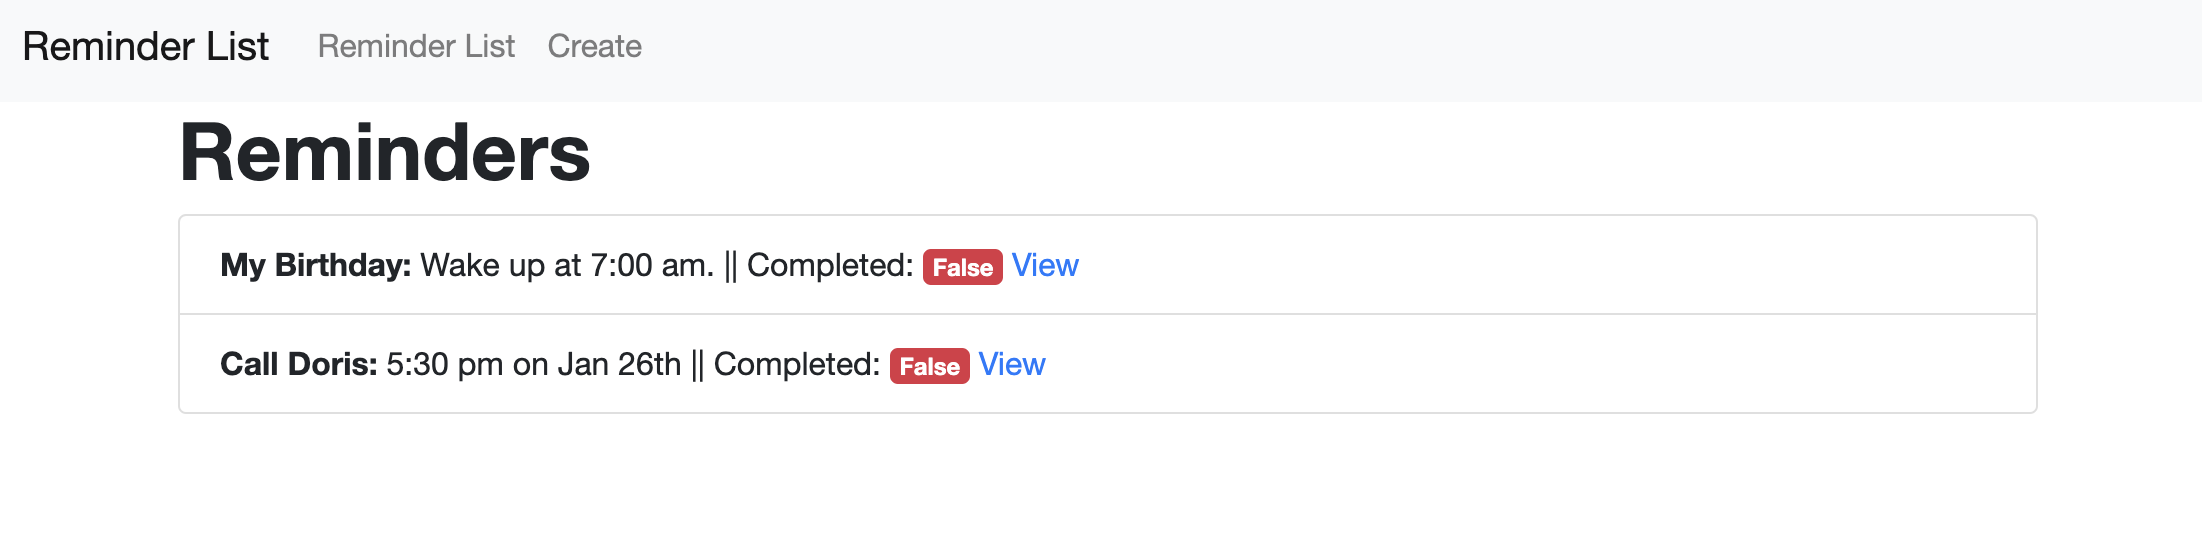 Reminder List Reminder List Create
Reminders
My Birthday: Wake up at 7:00 am. || Completed: False View
Call Doris: 5:30 pm on Jan 26th || Completed: False View